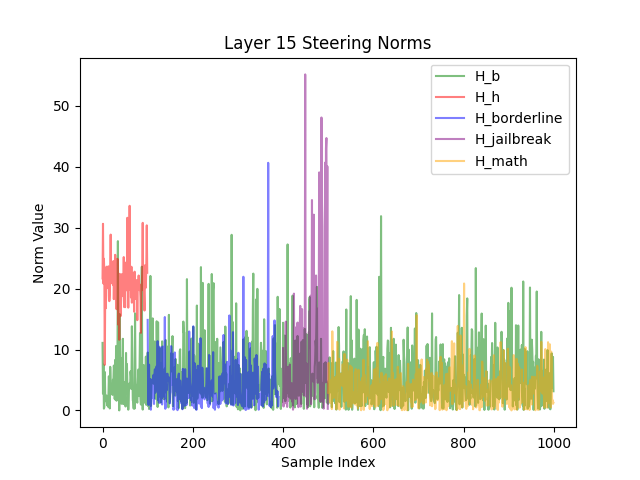 Layer 15 Steering Norms
Norm Value
50
40
30
20
10
0
H_b
H_h
H_borderline
H_jailbreak
H_math
0 200 400 600 800 1000
Sample Index